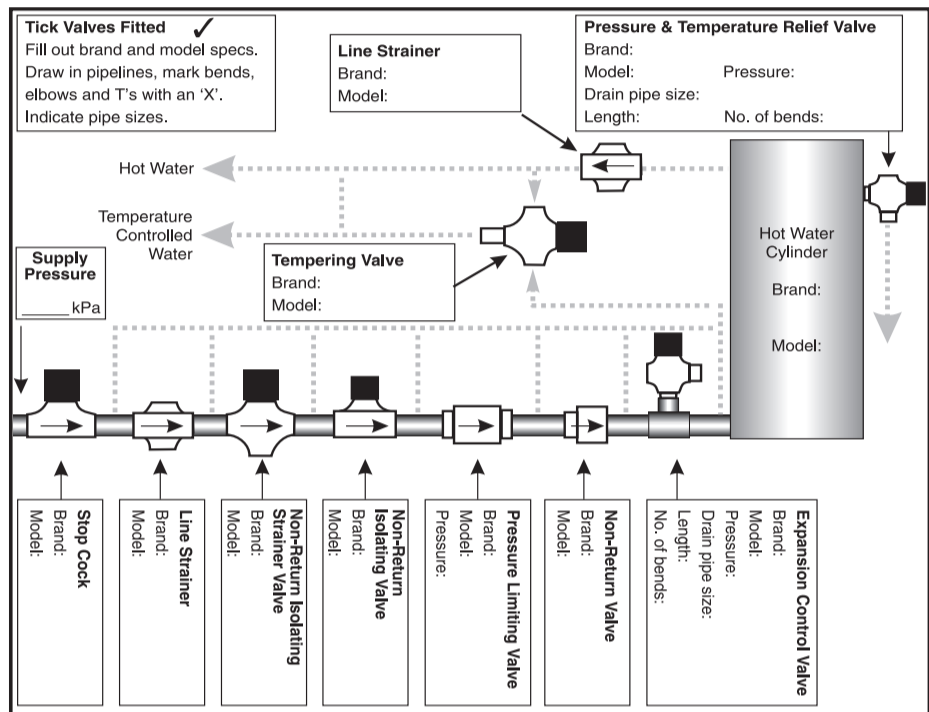 Tick Valves Fitted ✓
Fill out brand and model specs.
Draw in pipelines, mark bends,
elbows and T's with an ‘X’.
Indicate pipe sizes.
Line Strainer
Brand:
Model:
Pressure & Temperature Relief Valve
Brand:
Model: Pressure:
Drain pipe size:
Length: No. of bends:
Hot Water
Temperature
Controlled
Water
Supply
Pressure
_____ kPa
Tempering Valve
Brand:
Model:
Hot Water
Cylinder
Brand:
Model:
Stop Cock
Brand:
Model:
Line Strainer
Brand:
Model:
Non-Return Isolating
Strainer Valve
Brand:
Model:
Non-Return
Isolating Valve
Brand:
Model:
Pressure Limiting Valve
Brand:
Model:
Pressure:
Non-Return Valve
Brand:
Model:
Expansion Control Valve
Brand:
Model:
Pressure:
Drain pipe size:
Length:
No. of bends: